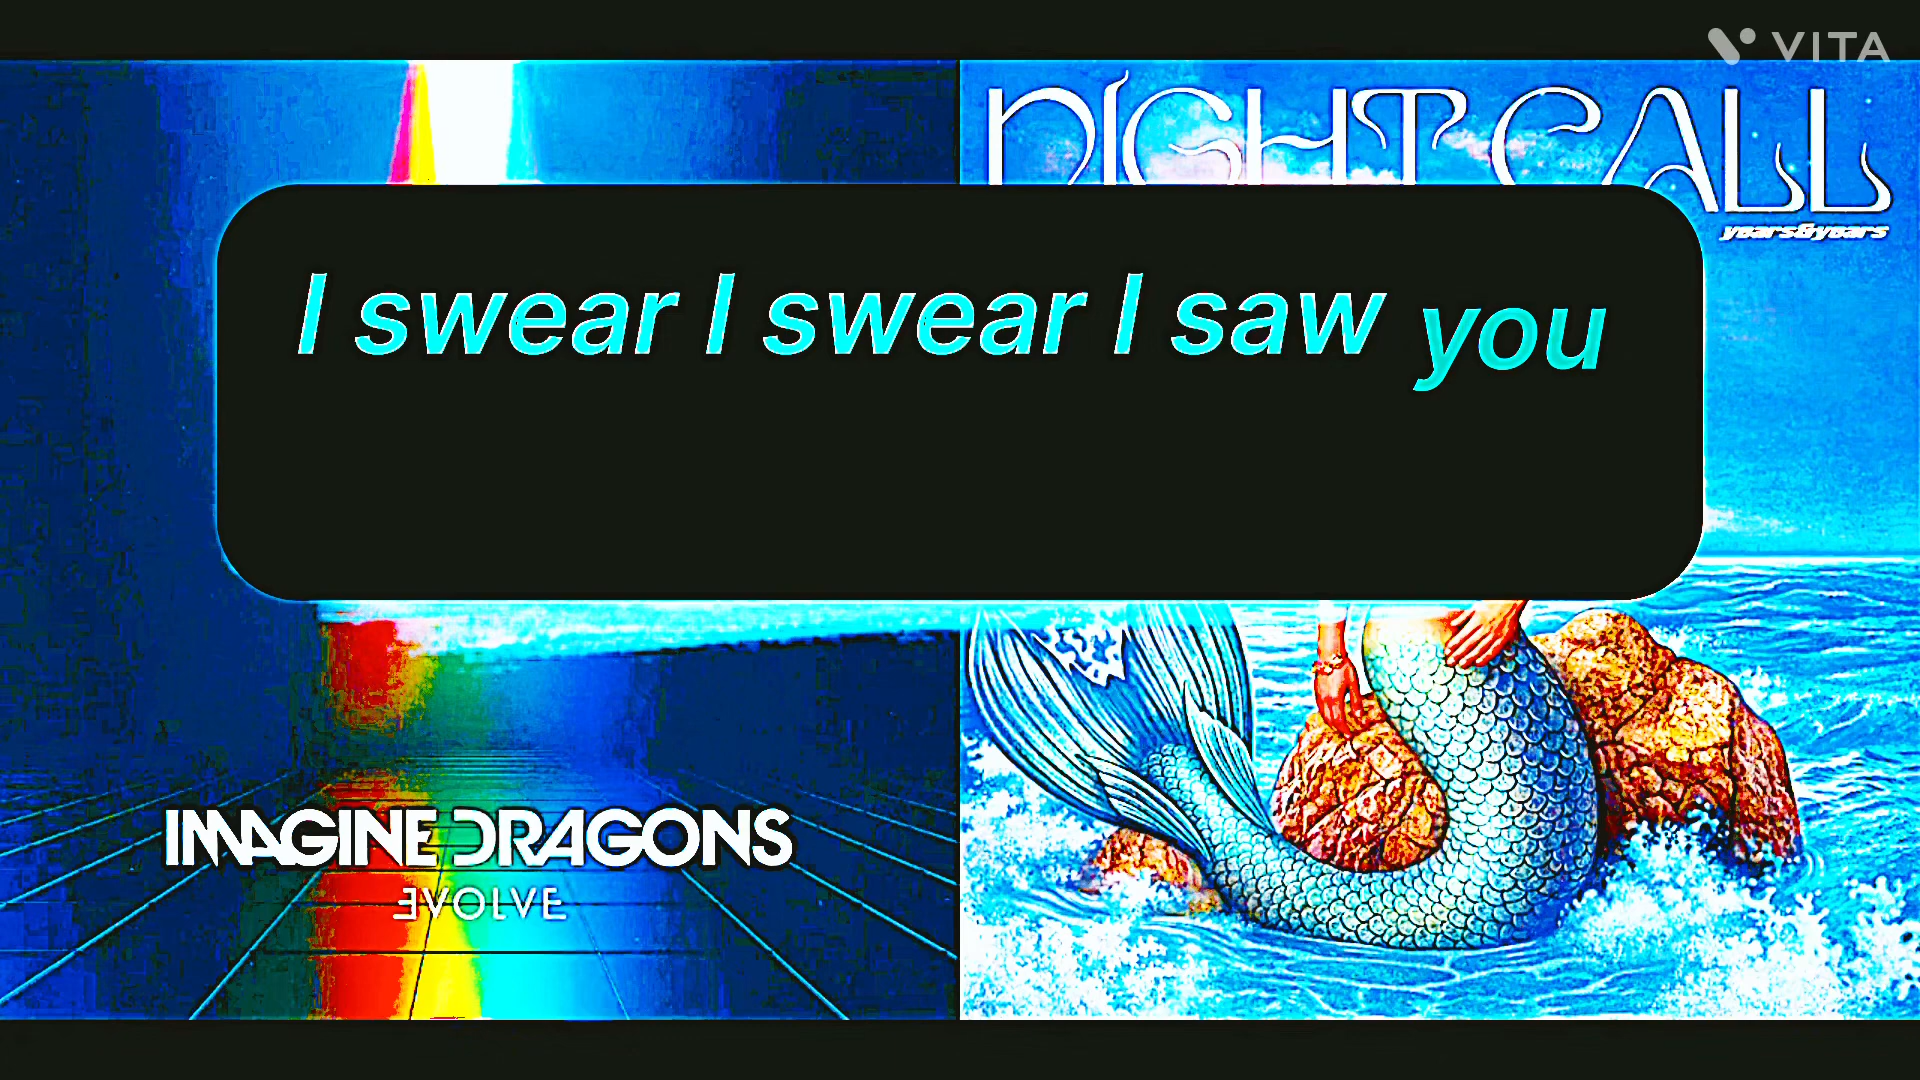 VITA
NIGHT CALL
years&years
I swear I swear I saw you
IMAGINE DRAGONS
EVOLVE